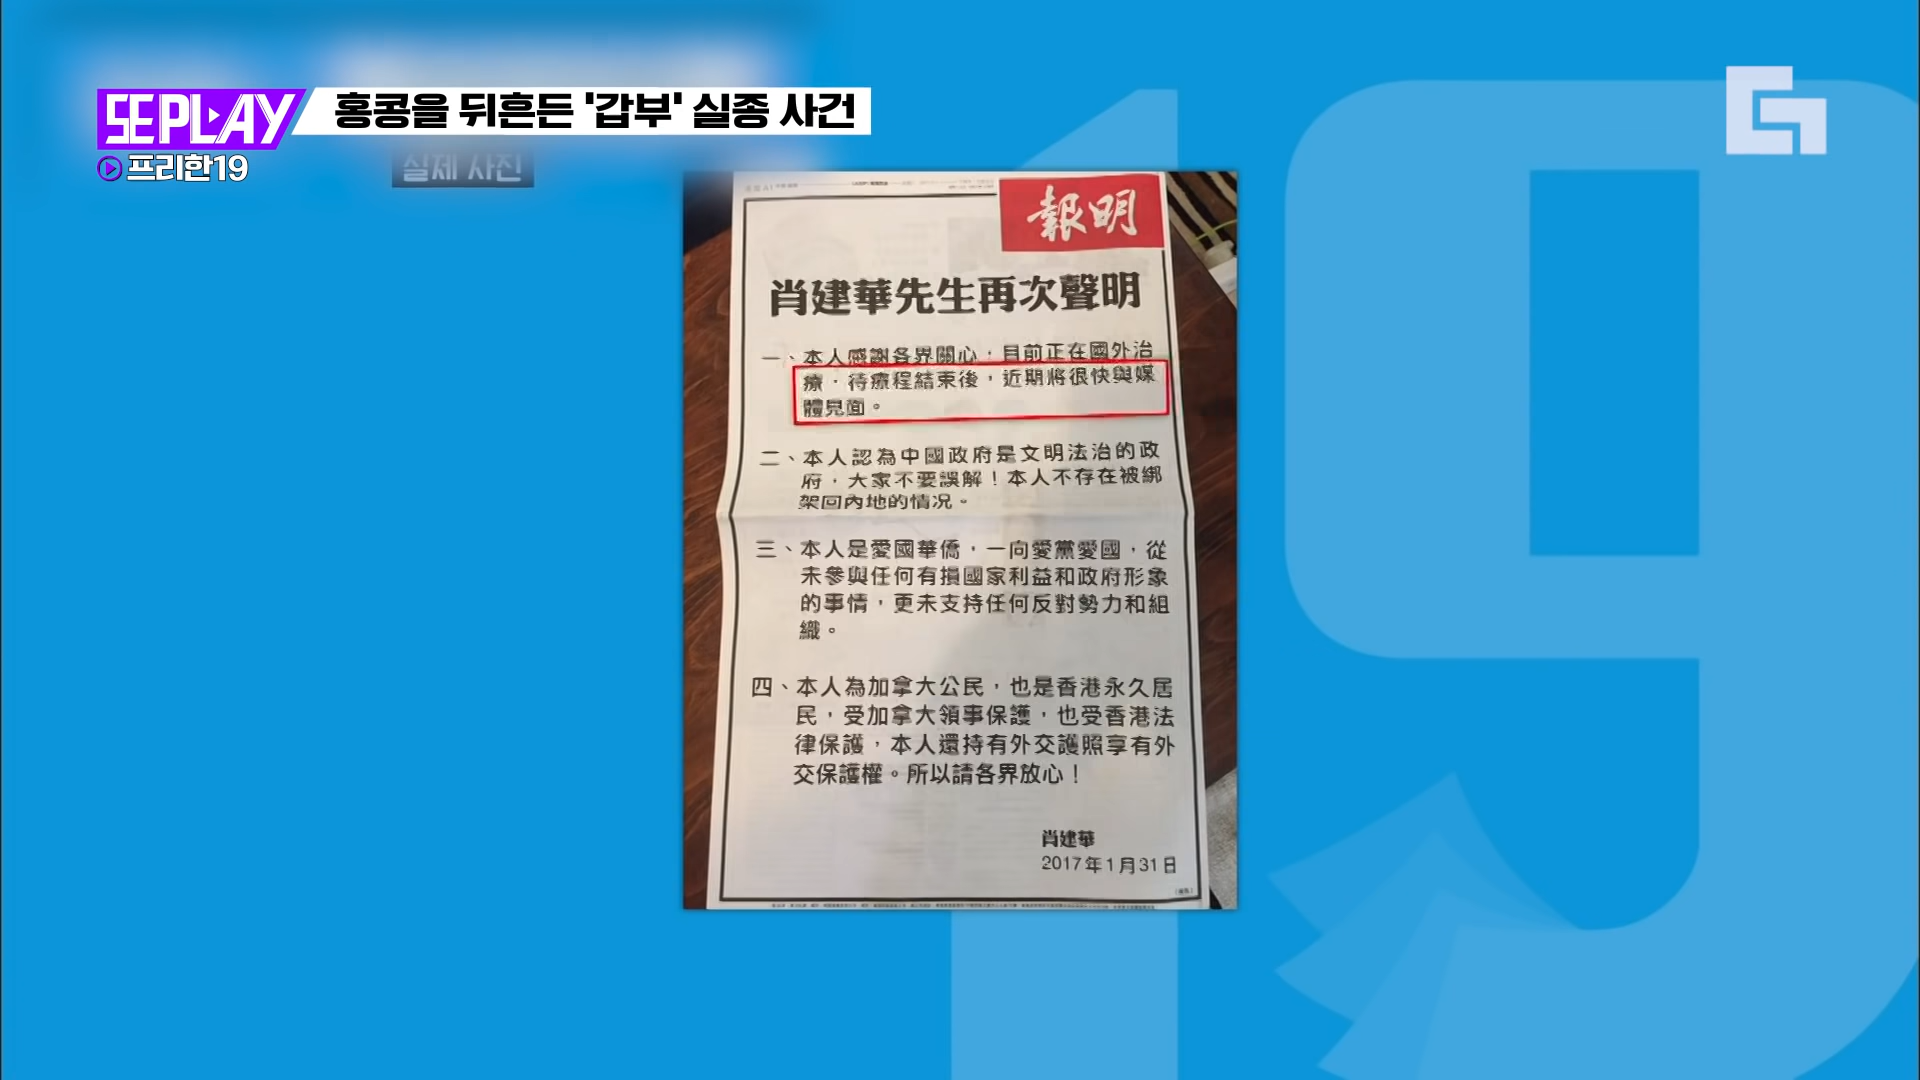 SEPLAY
홍콩을 뒤흔든 '갑부' 실종 사건
프리한19
실제 사진
報明
肖建華先生再次聲明
一、本人感謝各界關心，目前正在國外治
療，待療程結束後，近期將很快與媒
體見面。
二、本人認為中國政府是文明法治的政
府，大家不要誤解！本人不存在被綁
架回內地的情況。
三、本人是愛國華僑，一向愛黨愛國，從
未參與任何有損國家利益和政府形象
的事情，更未支持任何反對勢力和組
織。
四、本人為加拿大公民，也是香港永久居
民，受加拿大領事保護，也受香港法
律保護，本人還持有外交護照享有外
交保護權。所以請各界放心！
肖建華
2017年1月31日
19